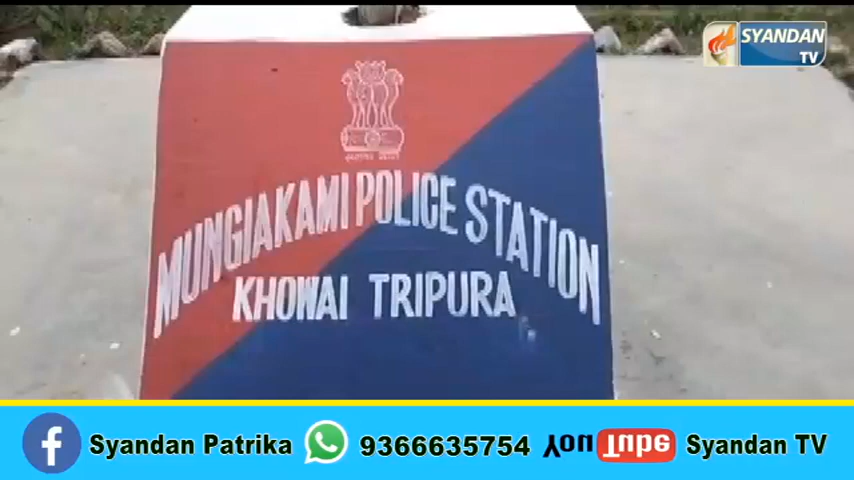 SYANDAN
TV
MUNGIAKAMI POLICE STATION
KHOWAI TRIPURA
f Syandan Patrika 9366635754 You Tube Syandan TV